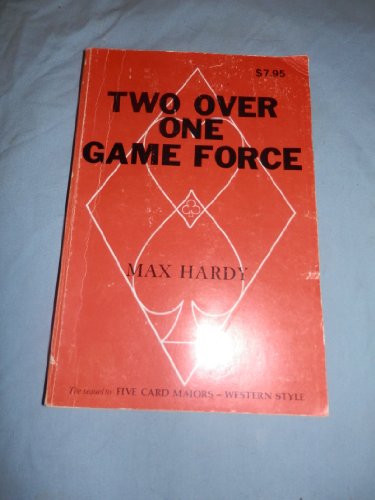 $7.95
TWO OVER
ONE
GAME FORCE
MAX HARDY
The sequel to FIVE CARD MAJORS – WESTERN STYLE